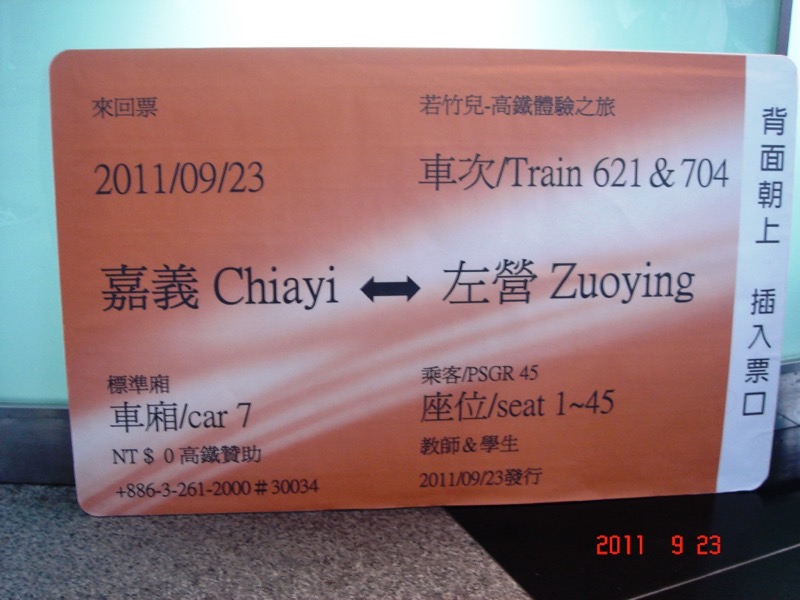 來回票
若竹兒-高鐵體驗之旅
2011/09/23
車次/Train 621＆704
嘉義 Chiayi ↔ 左營 Zuoying
標準廂
車廂/car 7
NT＄ 0 高鐵贊助
+886-3-261-2000＃30034
乘客/PSGR 45
座位/seat 1~45
教師＆學生
2011/09/23發行
背面朝上 插入票口
2011 9 23